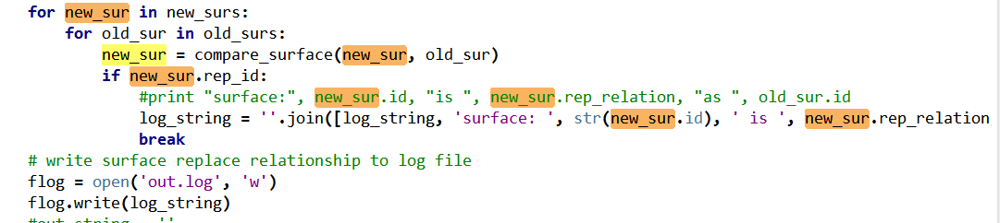 for new_sur in new_surs:
for old_sur in old_surs:
new_sur = compare_surface(new_sur, old_sur)
if new_sur.rep_id:
#print "surface:", new_sur.id, "is ", new_sur.rep_relation, "as ", old_sur.id
log_string = ''.join([log_string, 'surface: ', str(new_sur.id), ' is ', new_sur.rep_relation
break
# write surface replace relationship to log file
flog = open('out.log', 'w')
flog.write(log_string)
#out_string = ''